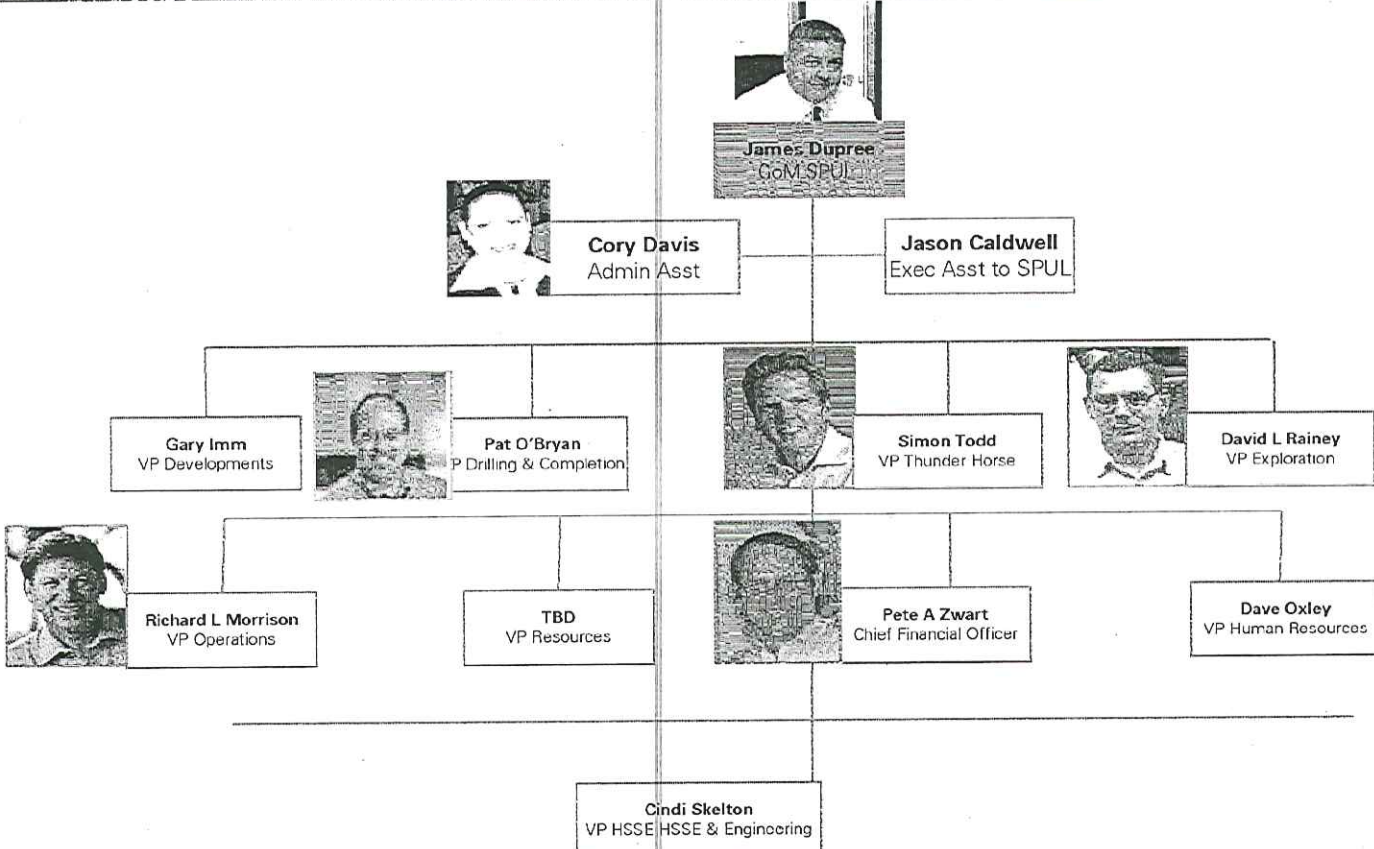 James Dupree
GoM SPUL
Cory Davis
Admin Asst
Jason Caldwell
Exec Asst to SPUL
Gary Imm
VP Developments
Pat O'Bryan
P Drilling & Completion
Simon Todd
VP Thunder Horse
David L Rainey
VP Exploration
Richard L Morrison
VP Operations
TBD
VP Resources
Pete A Zwart
Chief Financial Officer
Dave Oxley
VP Human Resources
Cindi Skelton
VP HSSE HSSE & Engineering